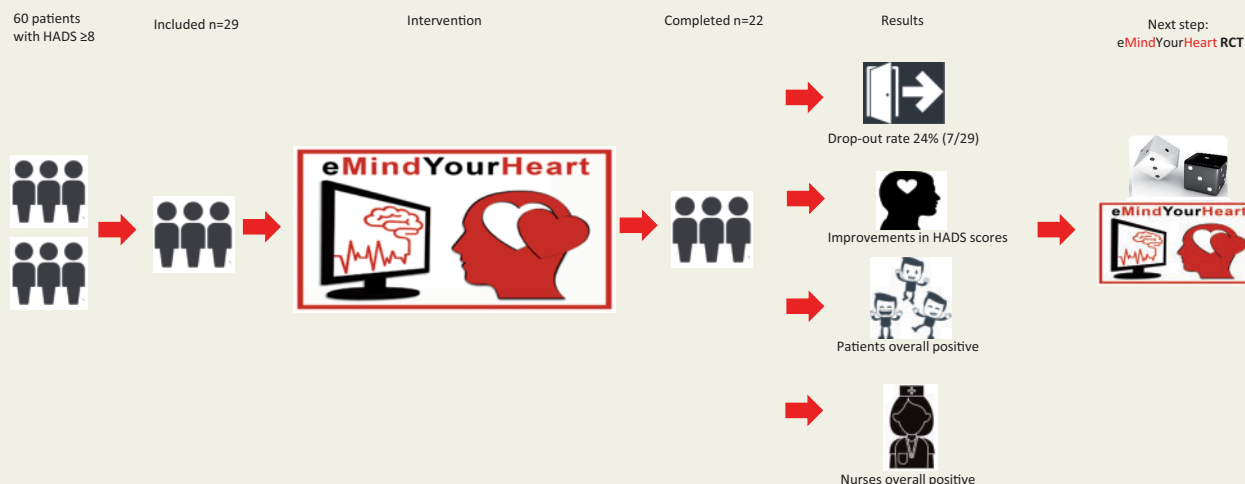 60 patients
with HADS ≥8
Included n=29
Intervention
Completed n=22
Results
Next step:
eMindYourHeart RCT
eMindYourHeart
Drop-out rate 24% (7/29)
Improvements in HADS scores
Patients overall positive
Nurses overall positive
eMindYourHeart